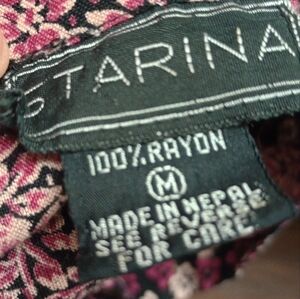 STARINA
100% RAYON
M
MADE IN NEPAL
SEE REVERSE
FOR CARE